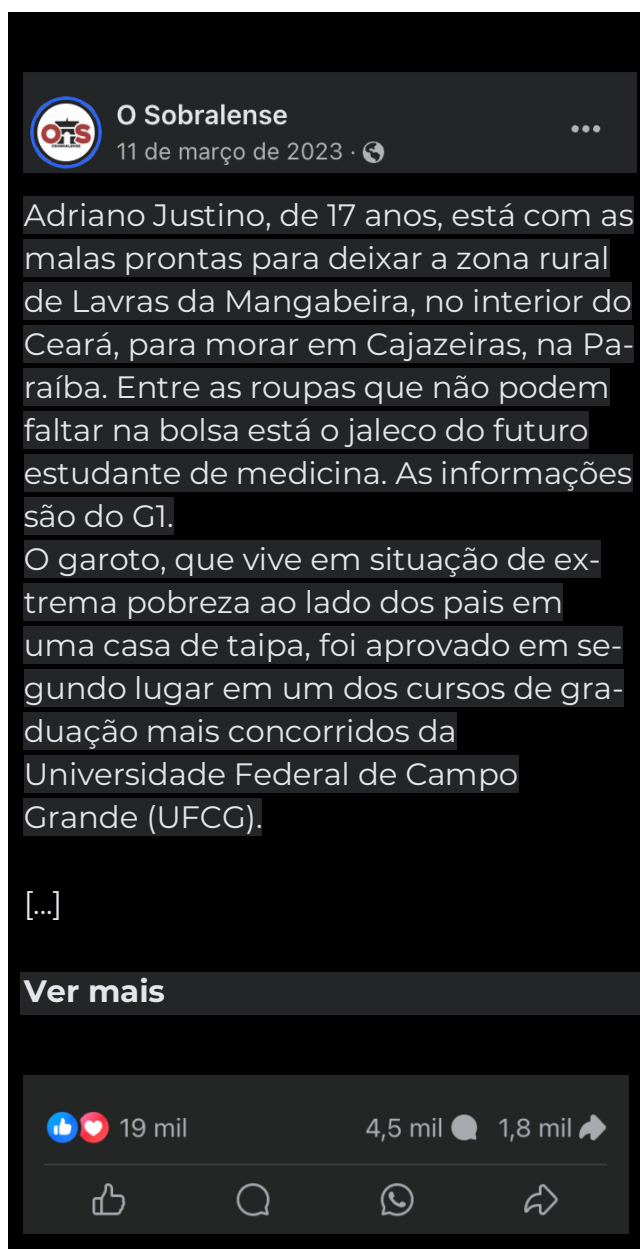 OTTS
O Sobralense
11 de março de 2023 ·
Adriano Justino, de 17 anos, está com as
malas prontas para deixar a zona rural
de Lavras da Mangabeira, no interior do
Ceará, para morar em Cajazeiras, na Pa-
raíba. Entre as roupas que não podem
faltar na bolsa está o jaleco do futuro
estudante de medicina. As informações
são do G1.
O garoto, que vive em situação de ex-
trema pobreza ao lado dos pais em
uma casa de taipa, foi aprovado em se-
gundo lugar em um dos cursos de gra-
duação mais concorridos da
Universidade Federal de Campo
Grande (UFCG).
[...]
Ver mais
19 mil
4,5 mil
1,8 mil